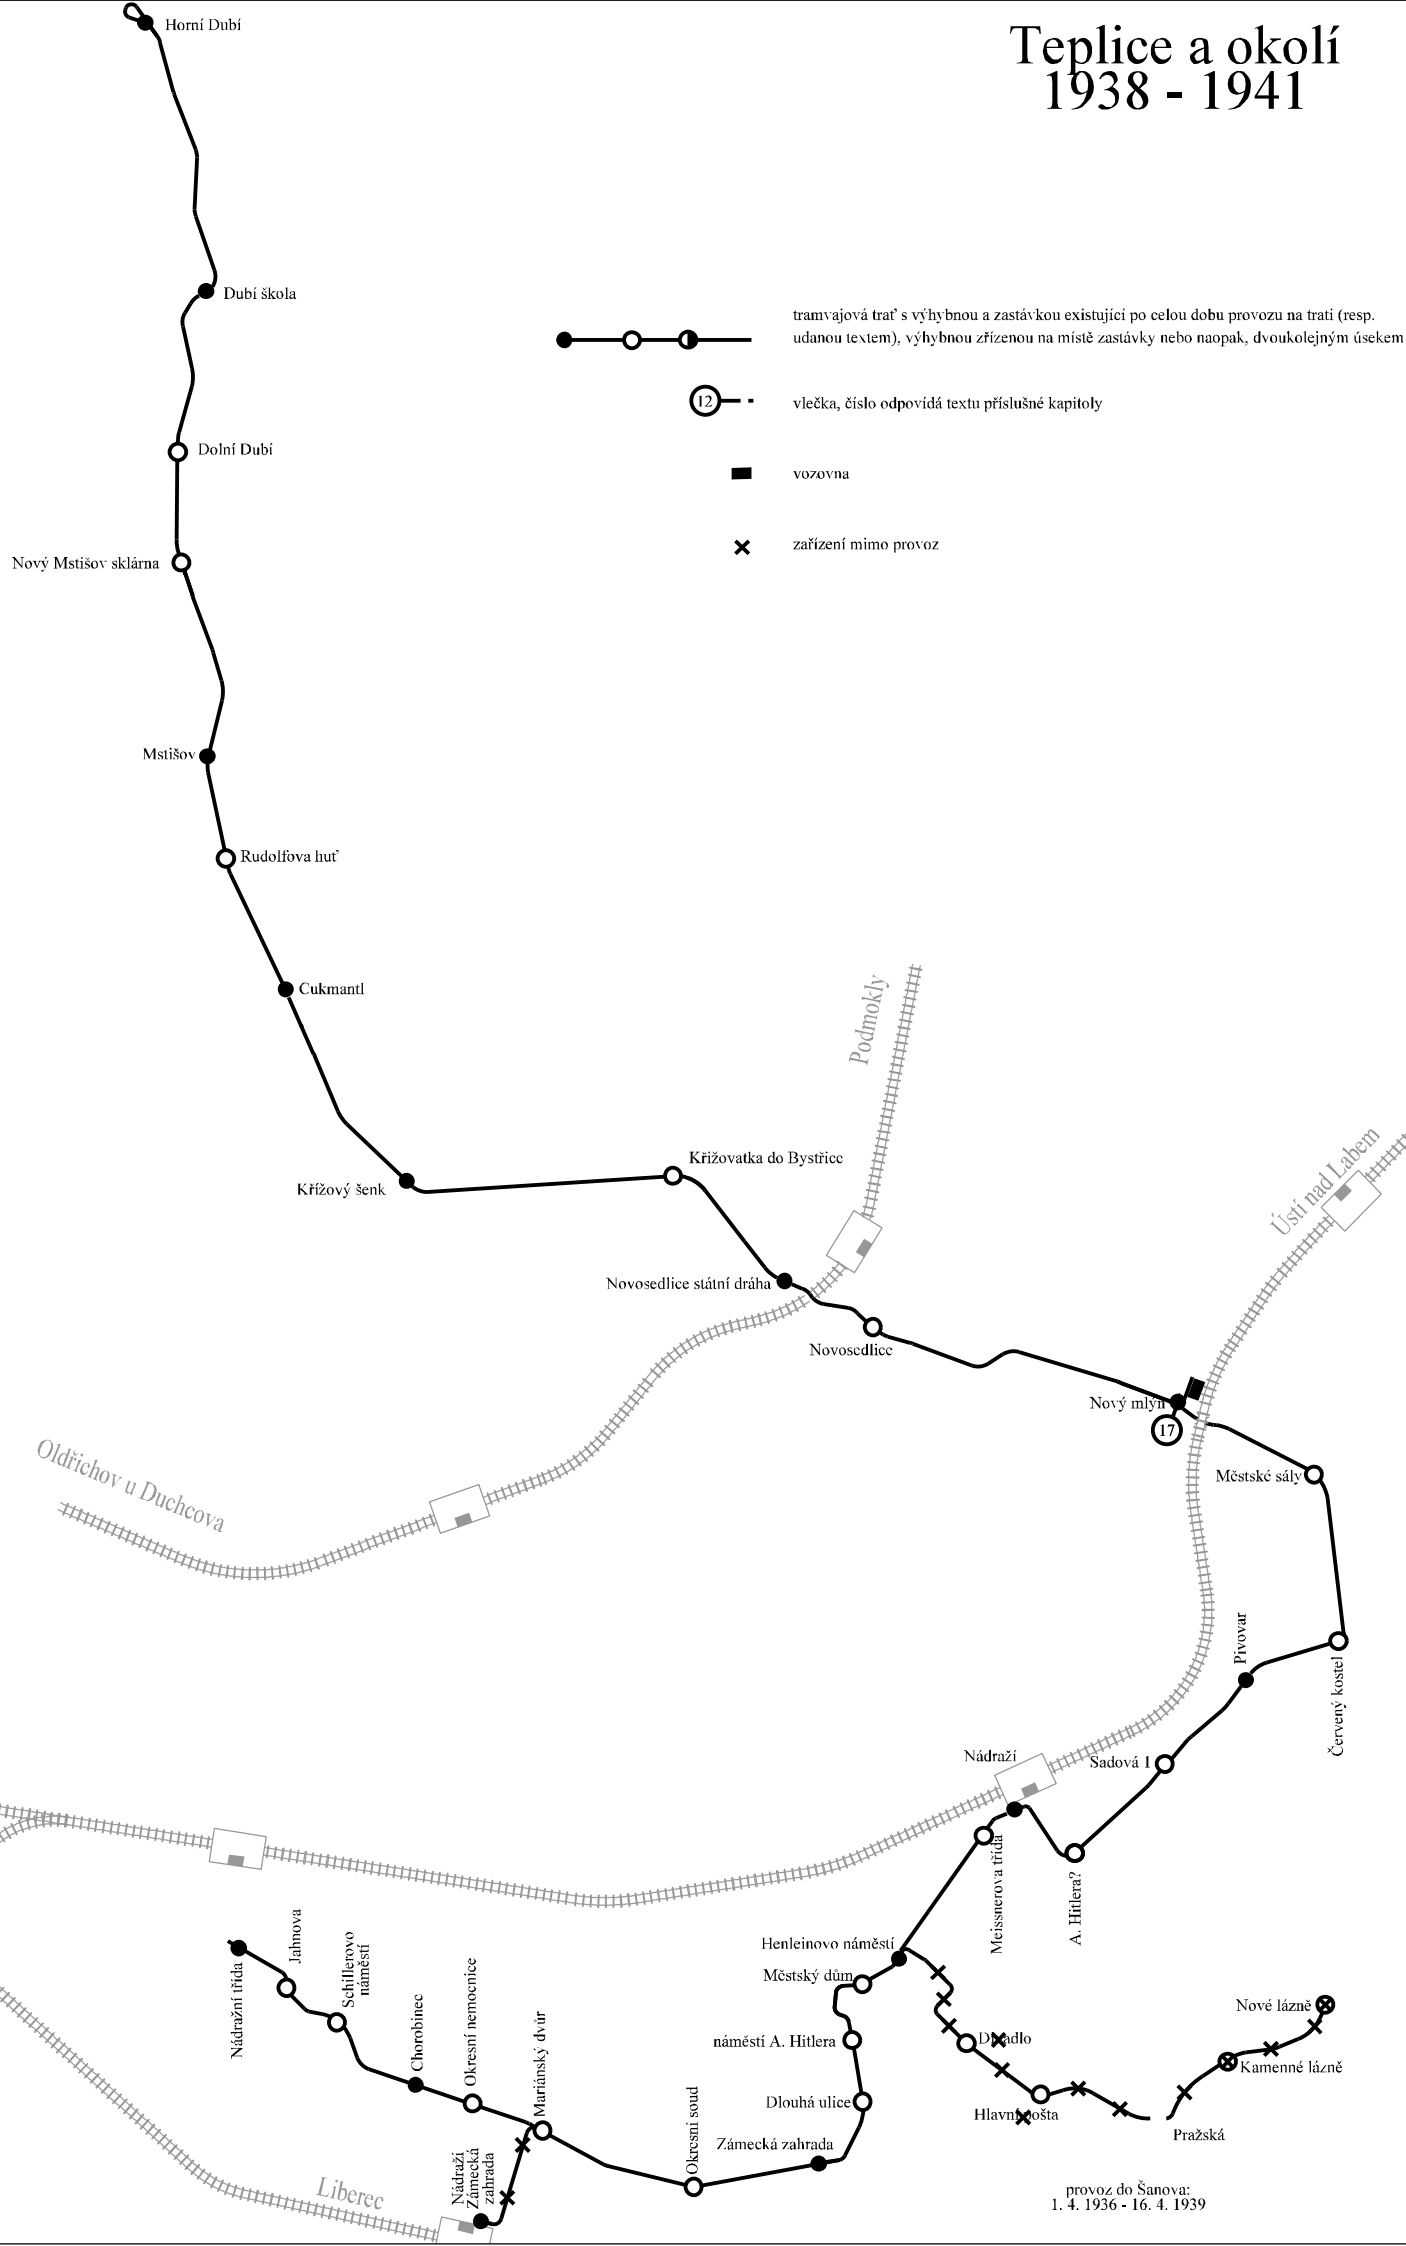 Teplice a okolí
1938 - 1941
Horní Dubí
Dubí škola
tramvajová trať s výhybnou a zastávkou existující po celou dobu provozu na trati (resp.
udanou textem), výhybnou zřízenou na místě zastávky nebo naopak, dvoukolejným úsekem
12
vlečka, číslo odpovídá textu příslušné kapitoly
Dolní Dubí
vozovna
zařízení mimo provoz
Nový Mstišov sklárna
Mstišov
Rudolfova huť
Cukmantl
Podmokly
Křížový šenk
Křižovatka do Bystřice
Ústí nad Labem
Novosedlice státní dráha
Novosedlice
Nový mlýn
17
Městské sály
Oldřichov u Duchcova
Pivovar
Červený kostel
Nádraží
Sadová 1
Meissnerova třída
A. Hitlera?
Henleinovo náměstí
Městský dům
náměstí A. Hitlera
Dlouhá ulice
Zámecká zahrada
Divadlo
Hlavní pošta
Nové lázně
Kamenné lázně
Pražská
Nádražní třída
Jahnova
Schillerovo
náměstí
Chorobinec
Okresní nemocnice
Mariánský dvůr
Okresní soud
Nádraží
Zámecká
zahrada
Liberec
provoz do Šanova:
1. 4. 1936 - 16. 4. 1939